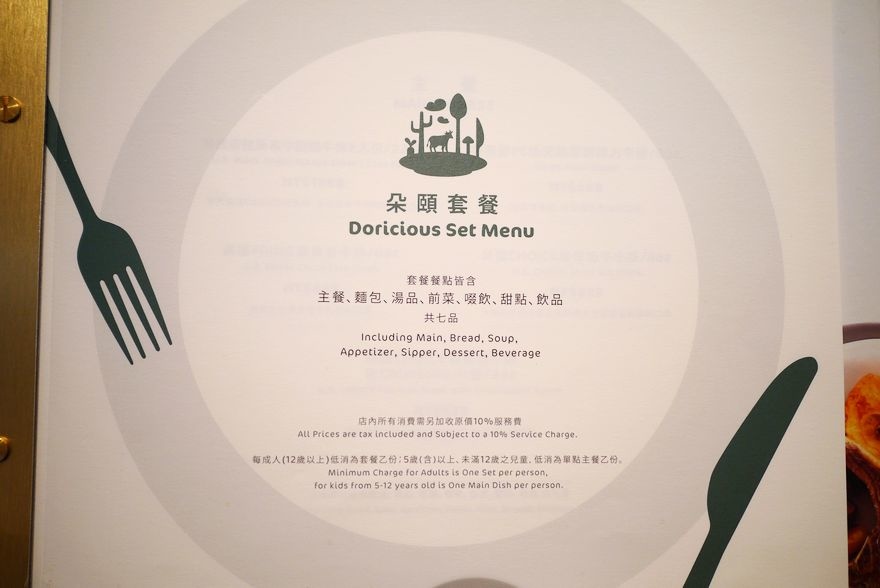 朵頤套餐
Doricious Set Menu
套餐餐點皆含
主餐、麵包、湯品、前菜、啜飲、甜點、飲品
共七品
Including Main, Bread, Soup,
Appetizer, Sipper, Dessert, Beverage
店內所有消費需另加收原價10%服務費
All Prices are tax included and Subject to a 10% Service Charge.
每成人(12歲以上)低消為套餐乙份；5歲(含)以上、未滿12歲之兒童，低消為單點主餐乙份。
Minimum Charge for Adults is One Set per person,
for kids from 5-12 years old is One Main Dish per person.